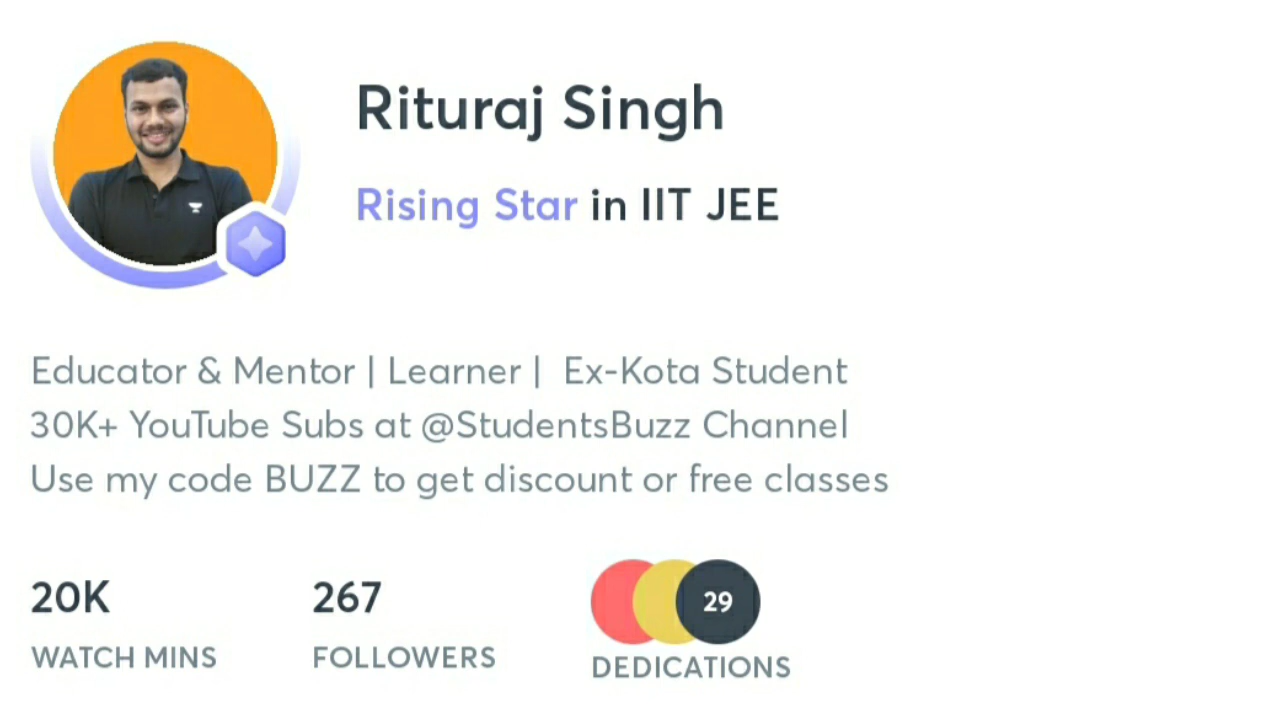 Rituraj Singh
Rising Star in IIT JEE
Educator & Mentor | Learner | Ex-Kota Student
30K+ YouTube Subs at @StudentsBuzz Channel
Use my code BUZZ to get discount or free classes
20K 267 29
WATCH MINS FOLLOWERS DEDICATIONS